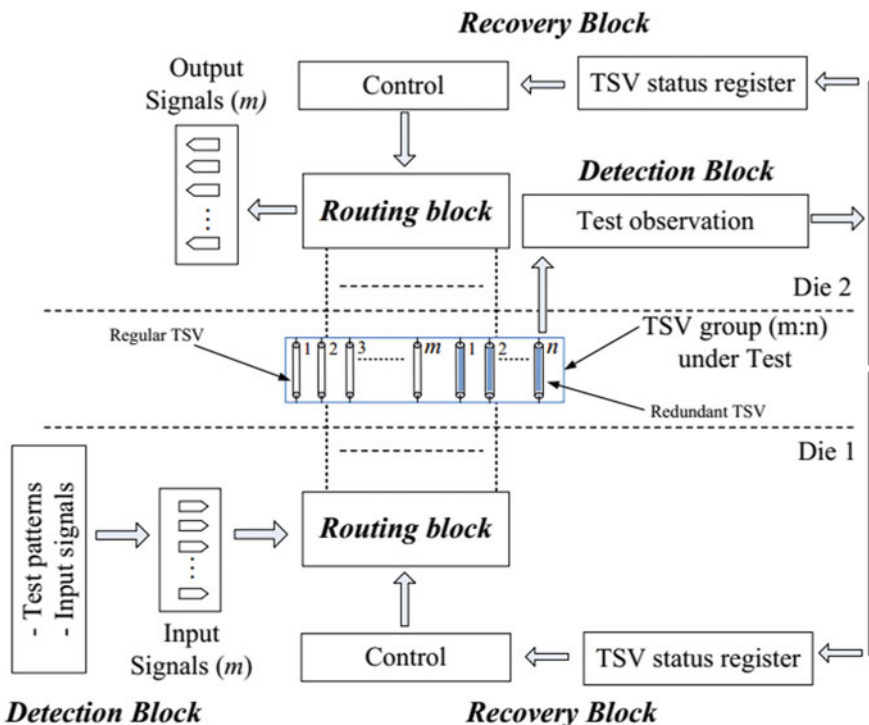 Recovery Block
Output
Signals (m)
Control
TSV status register
Detection Block
Routing block
Test observation
Die 2
Regular TSV
1 2 3 m 1 2 n
TSV group (m:n)
under Test
Redundant TSV
Die 1
- Test patterns
- Input signals
Routing block
Input
Signals (m)
Control
TSV status register
Detection Block
Recovery Block